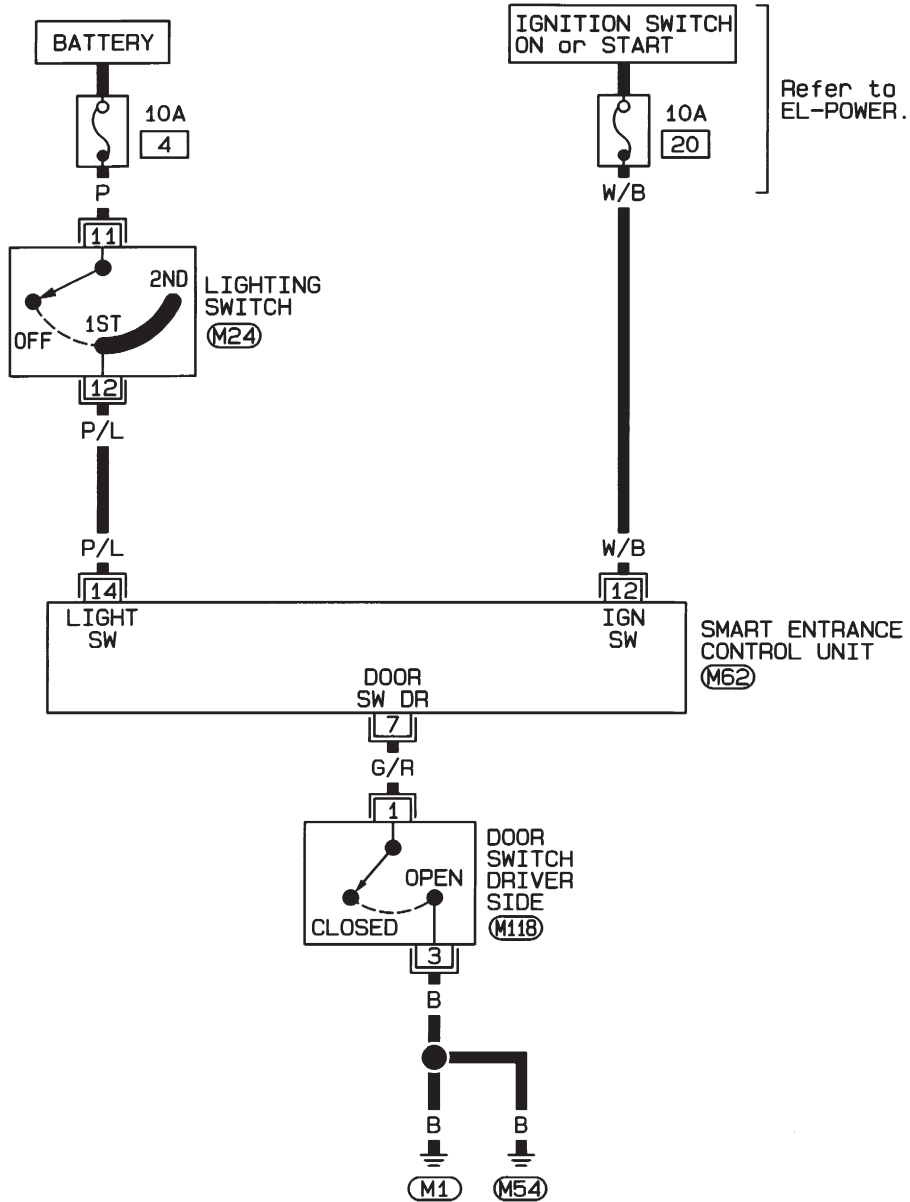 BATTERY
IGNITION SWITCH
ON or START
Refer to
EL-POWER.
10A
4
10A
20
P
W/B
11
2ND
1ST
OFF
LIGHTING
SWITCH
M24
12
P/L
P/L
W/B
14
12
LIGHT
SW
IGN
SW
SMART ENTRANCE
CONTROL UNIT
M62
DOOR
SW DR
7
G/R
1
OPEN
CLOSED
DOOR
SWITCH
DRIVER
SIDE
M118
3
B
B
B
M1
M54